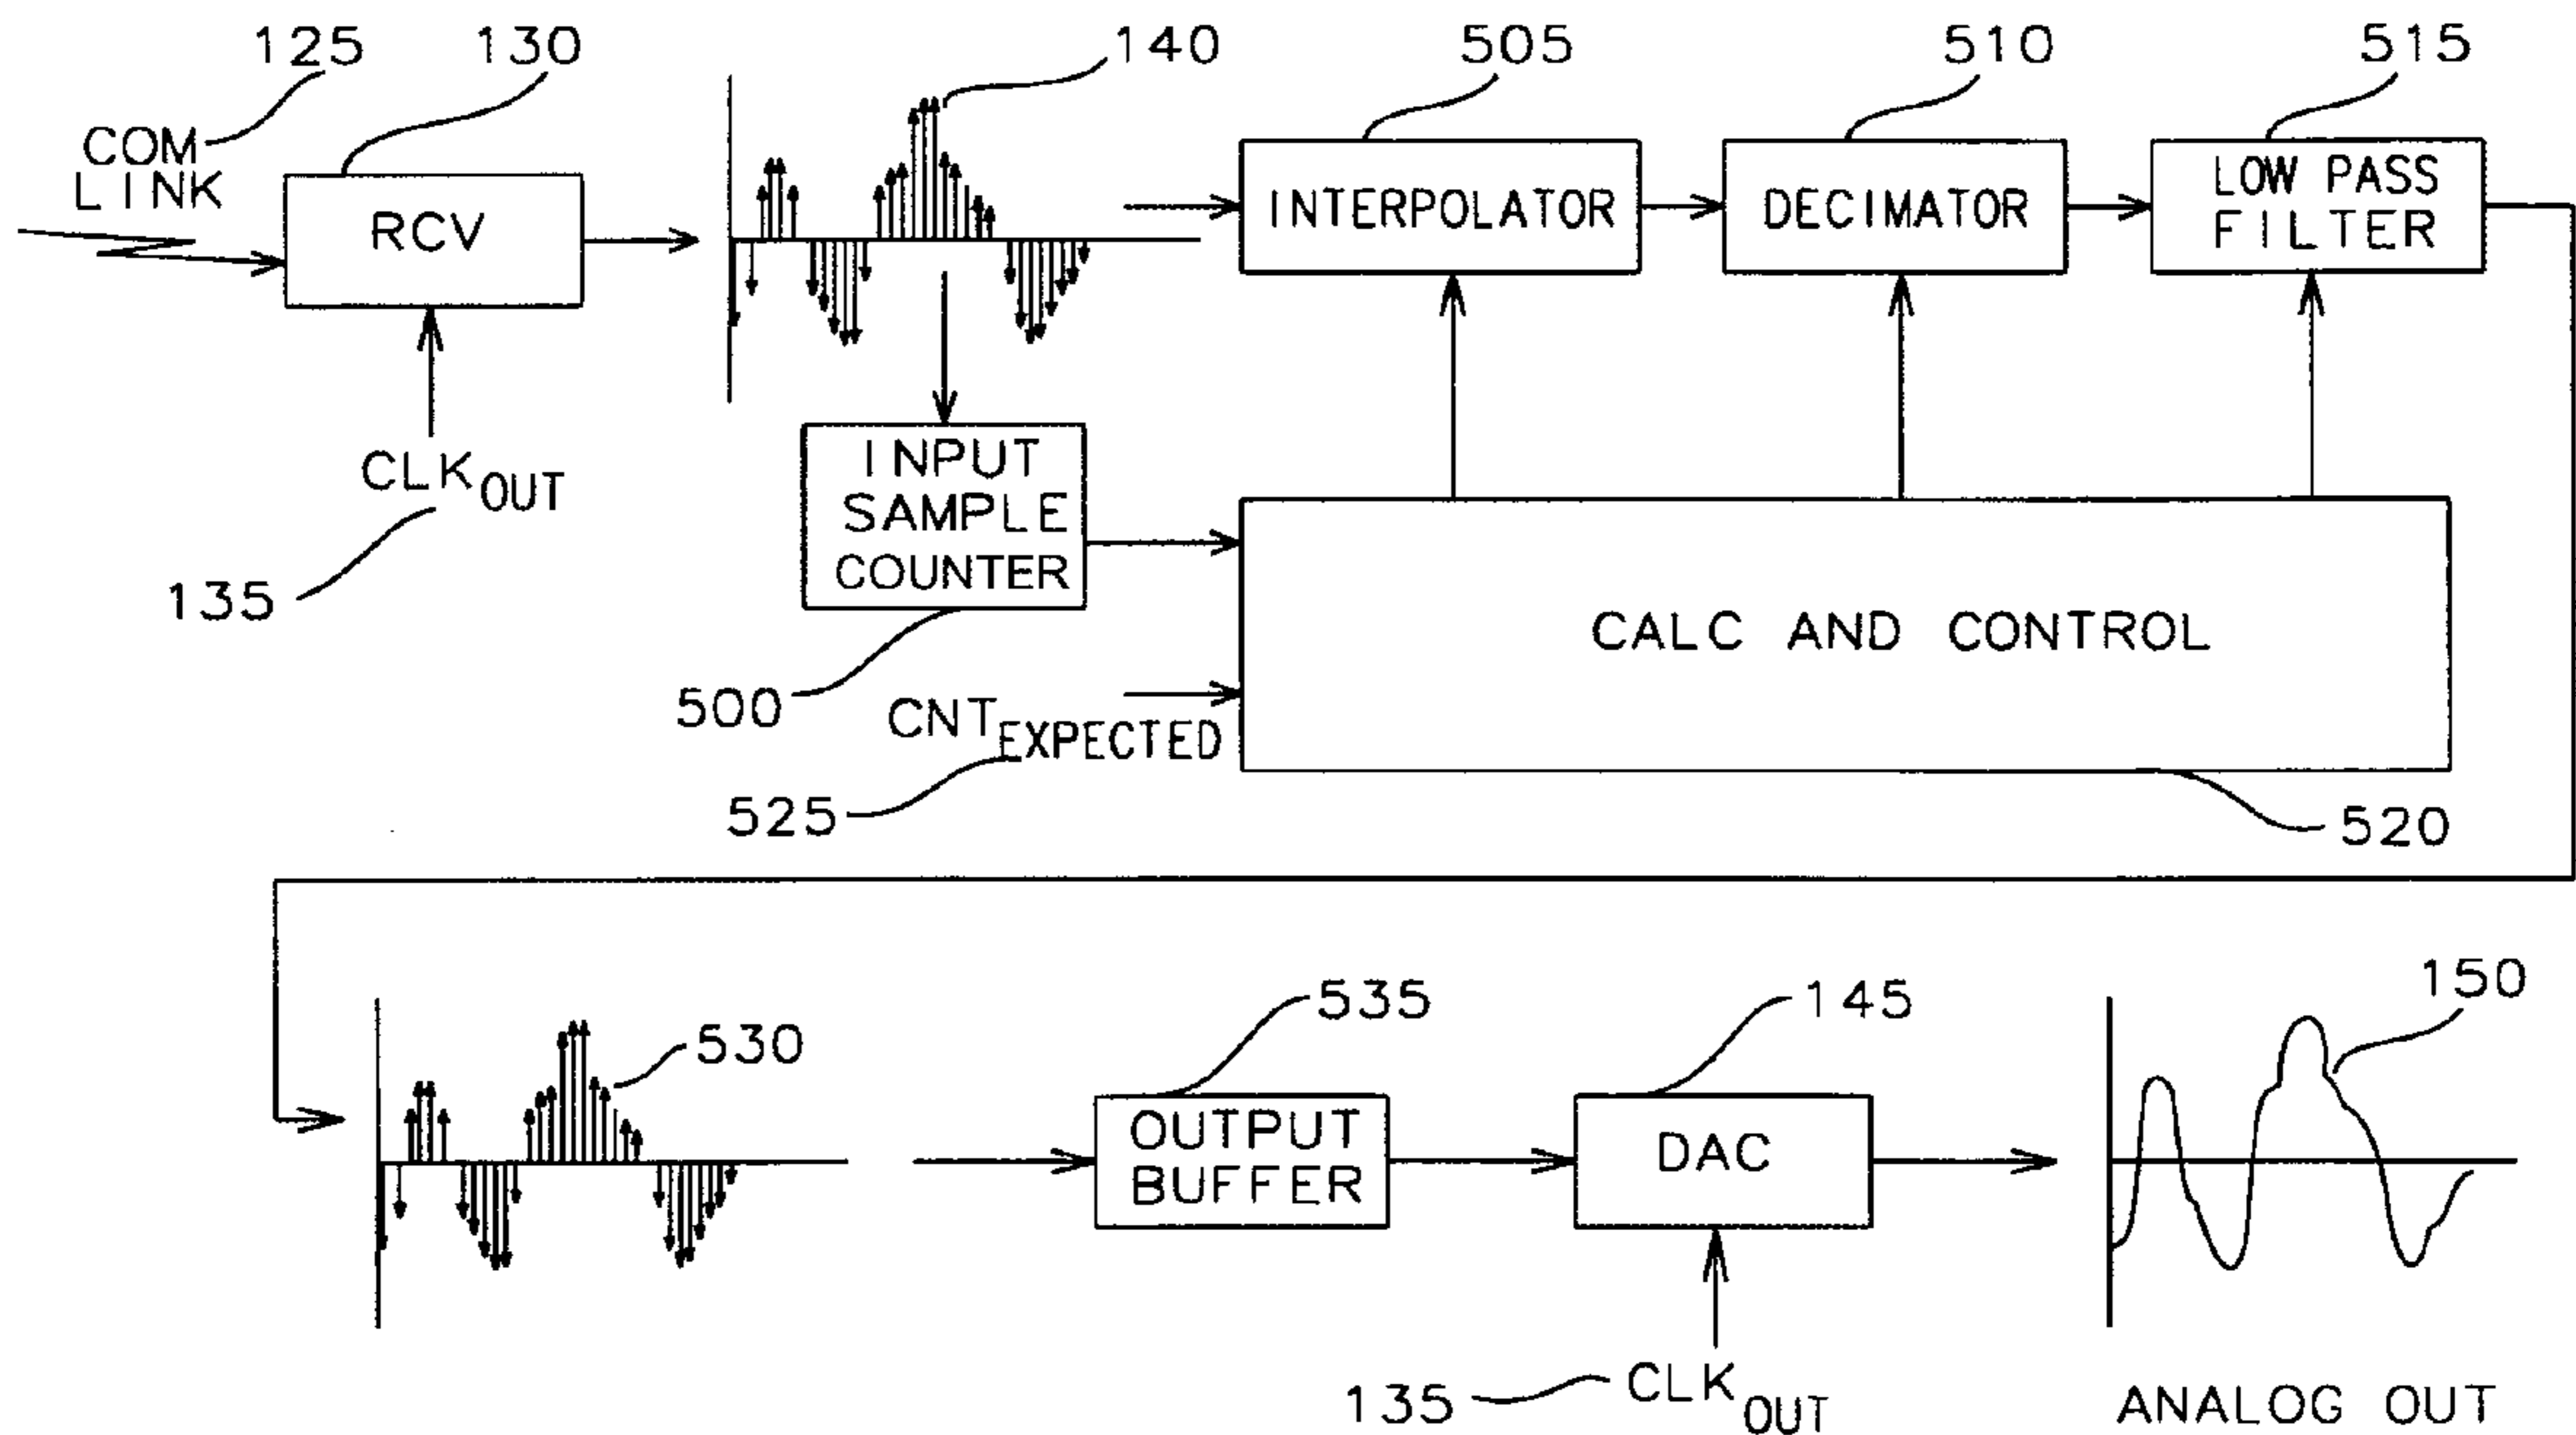 125
130
140
505
510
515
COM
LINK
RCV
INTERPOLATOR
DECIMATOR
LOW PASS
FILTER
CLKOUT
135
INPUT
SAMPLE
COUNTER
500
CNTEXPECTED
525
CALC AND CONTROL
520
530
535
145
150
OUTPUT
BUFFER
DAC
135
CLKOUT
ANALOG OUT